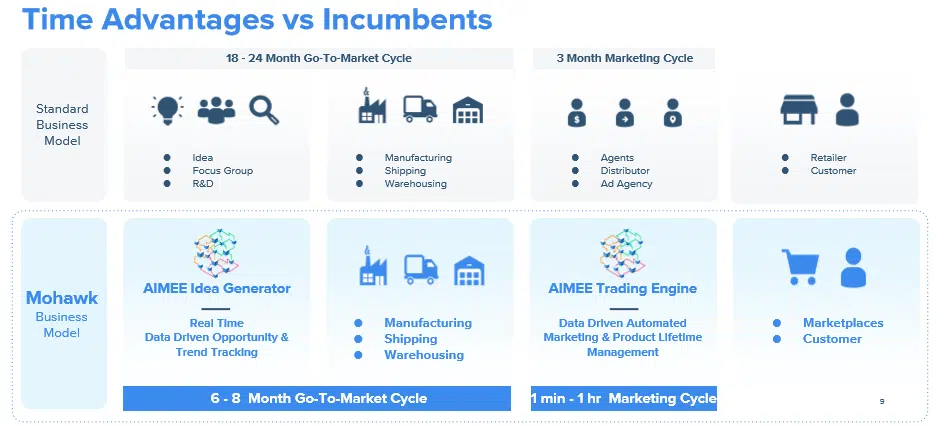 Time Advantages vs Incumbents
18 - 24 Month Go-To-Market Cycle
3 Month Marketing Cycle
Standard
Business
Model
Idea
Focus Group
R&D
Manufacturing
Shipping
Warehousing
Agents
Distributor
Ad Agency
Retailer
Customer
Mohawk
Business
Model
AIMEE Idea Generator
Real Time
Data Driven Opportunity &
Trend Tracking
Manufacturing
Shipping
Warehousing
AIMEE Trading Engine
Data Driven Automated
Marketing & Product Lifetime
Management
Marketplaces
Customer
6 - 8 Month Go-To-Market Cycle
1 min - 1 hr Marketing Cycle
9